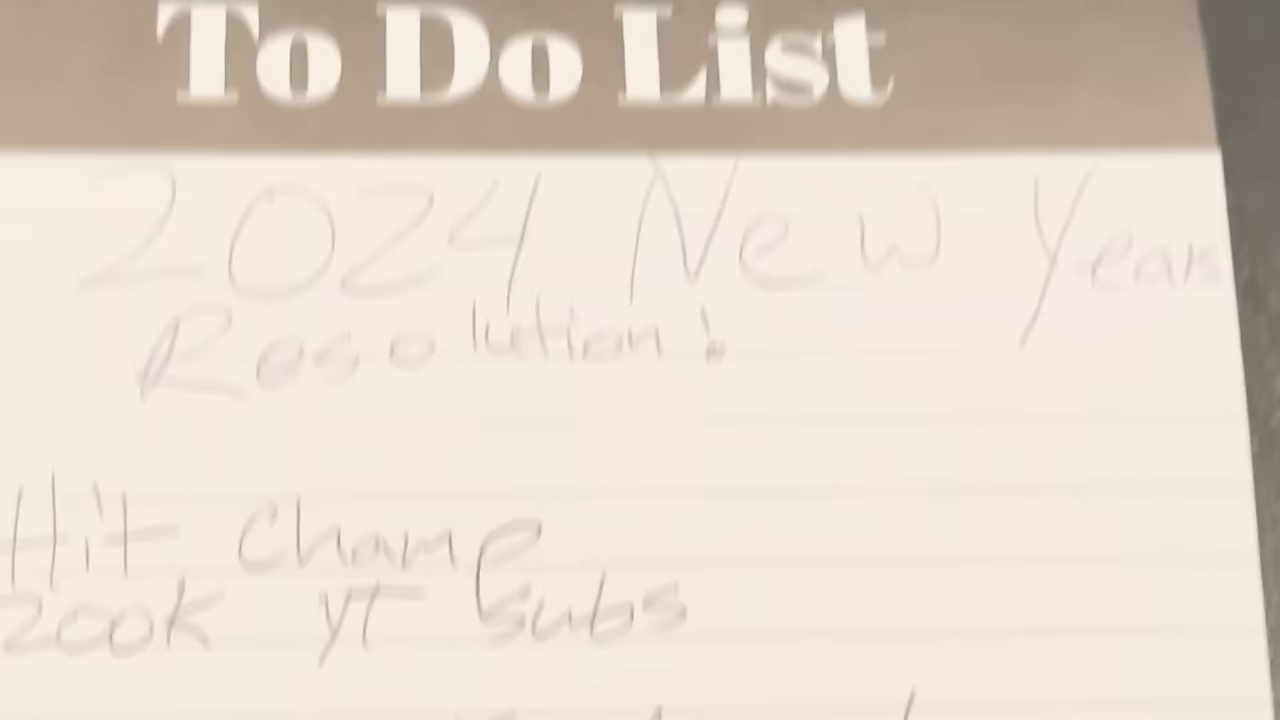 To Do List
2024 New Years
Resolution!
Hit Champ
200K YT subs